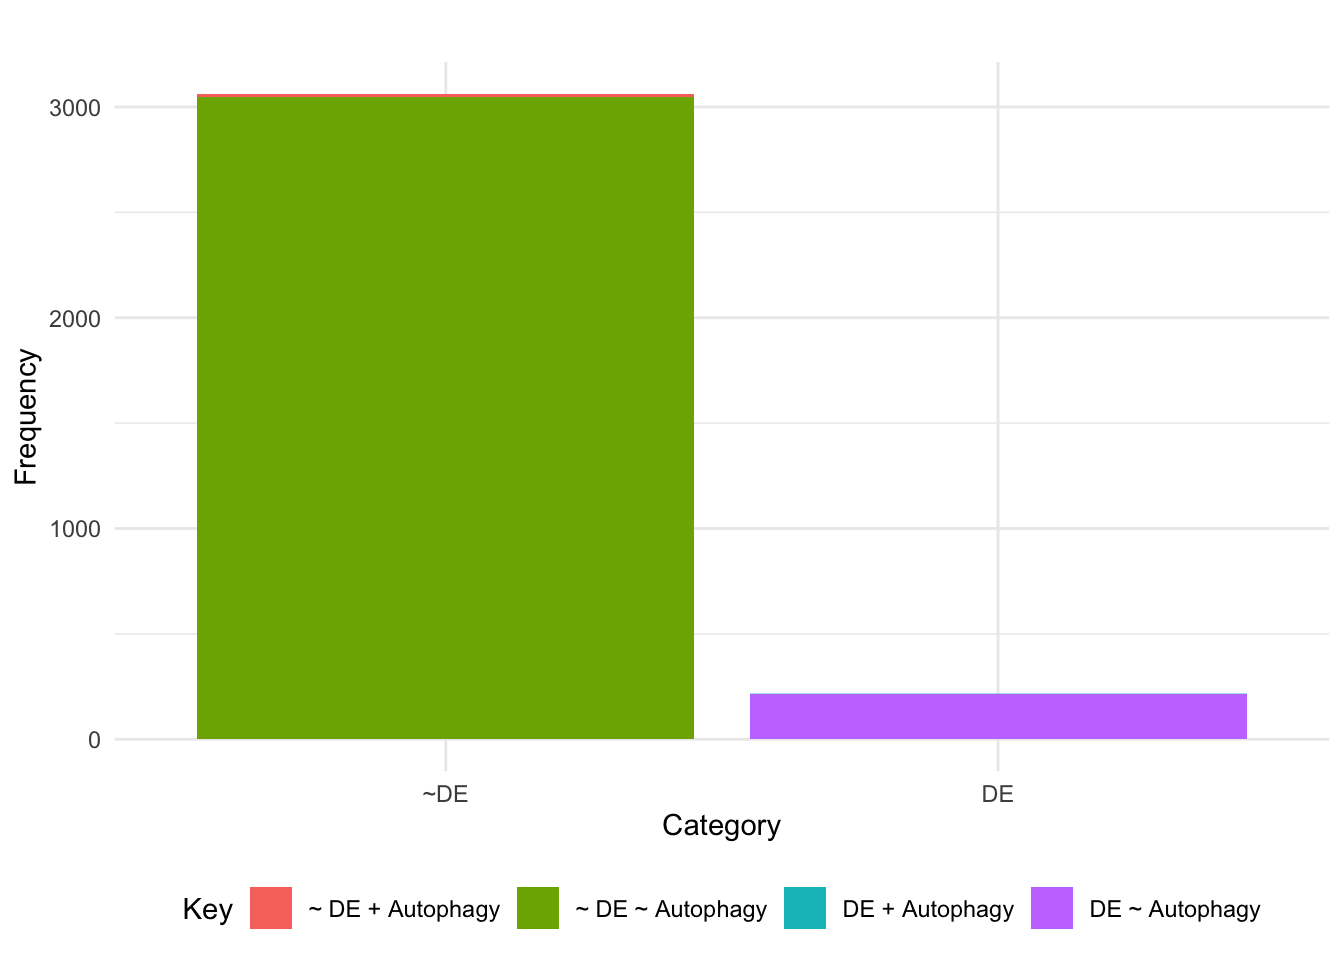 3000
2000
1000
0
Frequency
~DE
DE
Category
Key
~ DE + Autophagy
~ DE ~ Autophagy
DE + Autophagy
DE ~ Autophagy